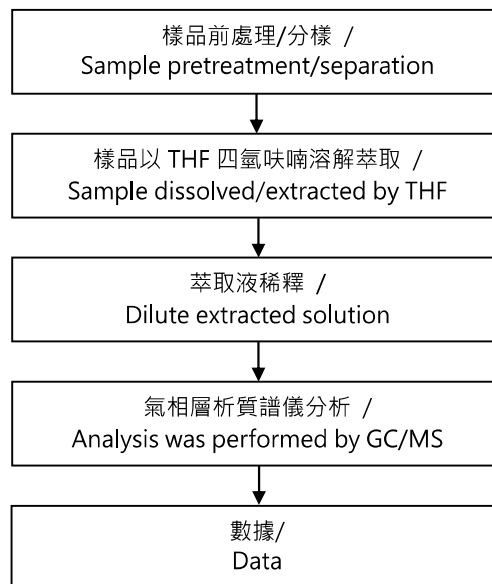 樣品前處理/分樣 /
Sample pretreatment/separation
樣品以 THF 四氫呋喃溶解萃取 /
Sample dissolved/extracted by THF
萃取液稀釋 /
Dilute extracted solution
氣相層析質譜儀分析 /
Analysis was performed by GC/MS
數據/
Data